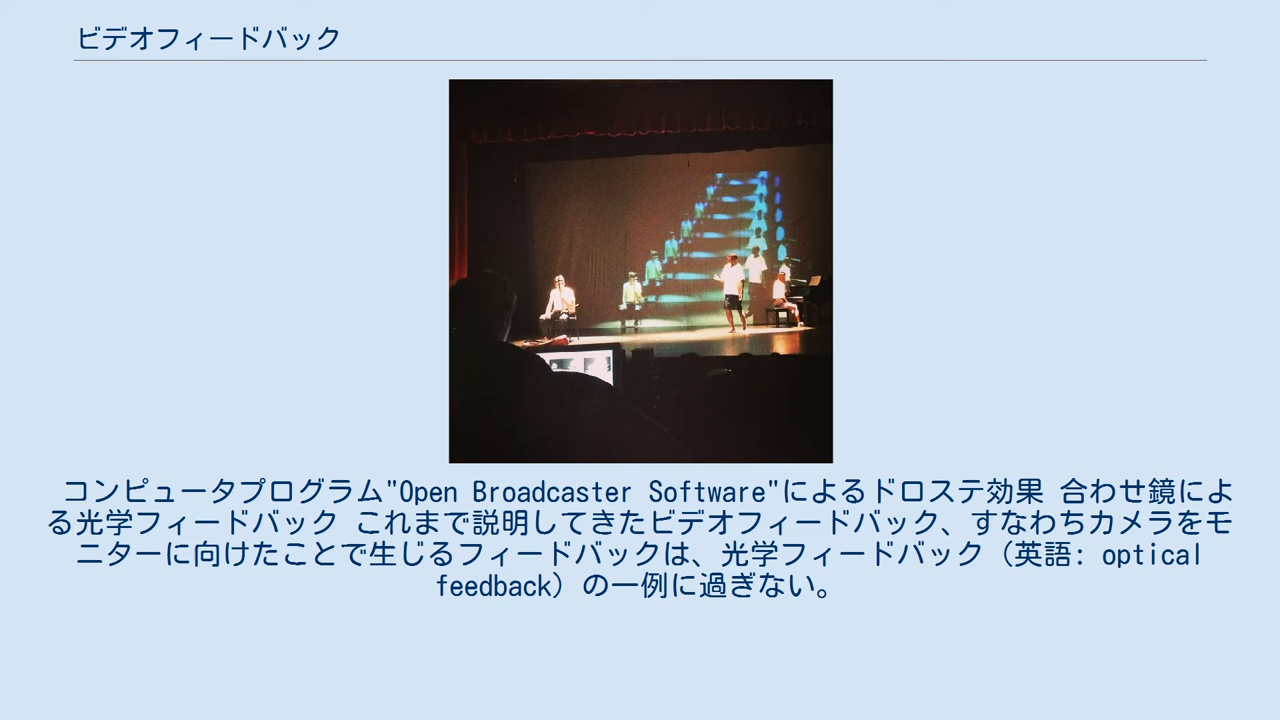 ビデオフィードバック
コンピュータプログラム"Open Broadcaster Software"によるドロステ効果 合わせ鏡によ
る光学フィードバック これまで説明してきたビデオフィードバック、すなわちカメラをモ
ニターに向けたことで生じるフィードバックは、光学フィードバック（英語: optical
feedback）の一例に過ぎない。